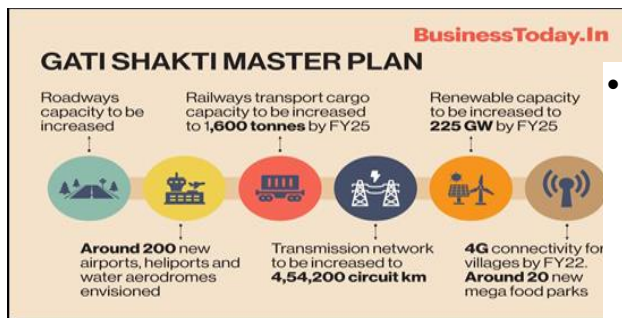 BusinessToday.In
GATI SHAKTI MASTER PLAN
Roadways
capacity to be
increased
Railways transport cargo
capacity to be increased
to 1,600 tonnes by FY25
Renewable capacity
to be increased to
225 GW by FY25
Around 200 new
airports, heliports and
water aerodromes
envisioned
Transmission network
to be increased to
4,54,200 circuit km
4G connectivity for
villages by FY22.
Around 20 new
mega food parks